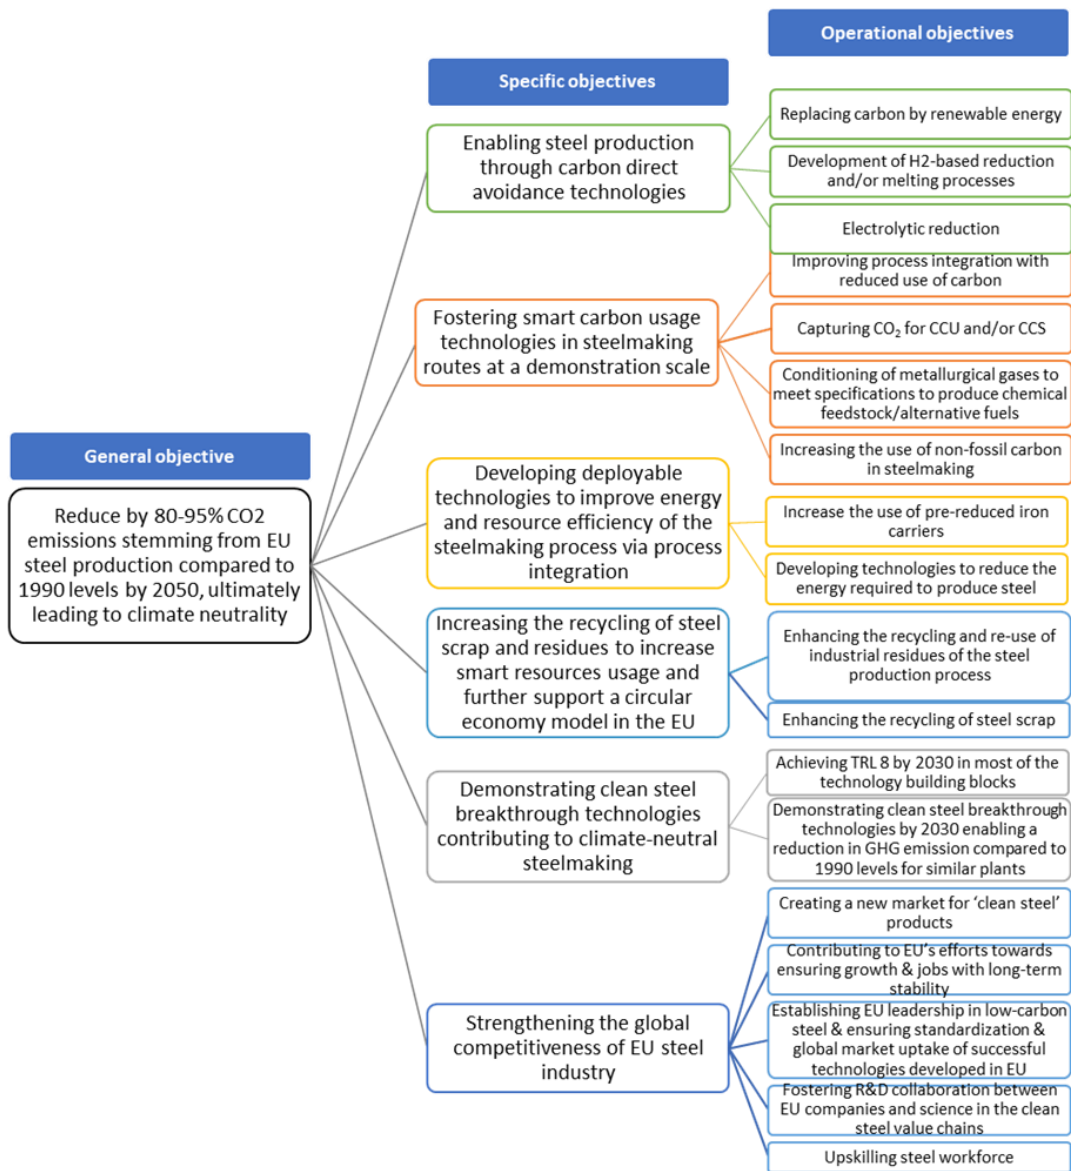 Operational objectives
Specific objectives
Replacing carbon by renewable energy
Enabling steel production
through carbon direct
avoidance technologies
Development of H2-based reduction
and/or melting processes
Electrolytic reduction
Improving process integration with
reduced use of carbon
Fostering smart carbon usage
technologies in steelmaking
routes at a demonstration scale
Capturing CO₂ for CCU and/or CCS
Conditioning of metallurgical gases to
meet specifications to produce chemical
feedstock/alternative fuels
Increasing the use of non-fossil carbon
in steelmaking
General objective
Reduce by 80-95% CO2
emissions stemming from EU
steel production compared to
1990 levels by 2050, ultimately
leading to climate neutrality
Developing deployable
technologies to improve energy
and resource efficiency of the
steelmaking process via process
integration
Increase the use of pre-reduced iron
carriers
Developing technologies to reduce the
energy required to produce steel
Increasing the recycling of steel
scrap and residues to increase
smart resources usage and
further support a circular
economy model in the EU
Enhancing the recycling and re-use of
industrial residues of the steel
production process
Enhancing the recycling of steel scrap
Demonstrating clean steel
breakthrough technologies
contributing to climate-neutral
steelmaking
Achieving TRL 8 by 2030 in most of the
technology building blocks
Demonstrating clean steel breakthrough
technologies by 2030 enabling a
reduction in GHG emission compared to
1990 levels for similar plants
Strengthening the global
competitiveness of EU steel
industry
Creating a new market for ‘clean steel’
products
Contributing to EU’s efforts towards
ensuring growth & jobs with long-term
stability
Establishing EU leadership in low-carbon
steel & ensuring standardization &
global market uptake of successful
technologies developed in EU
Fostering R&D collaboration between
EU companies and science in the clean
steel value chains
Upskilling steel workforce